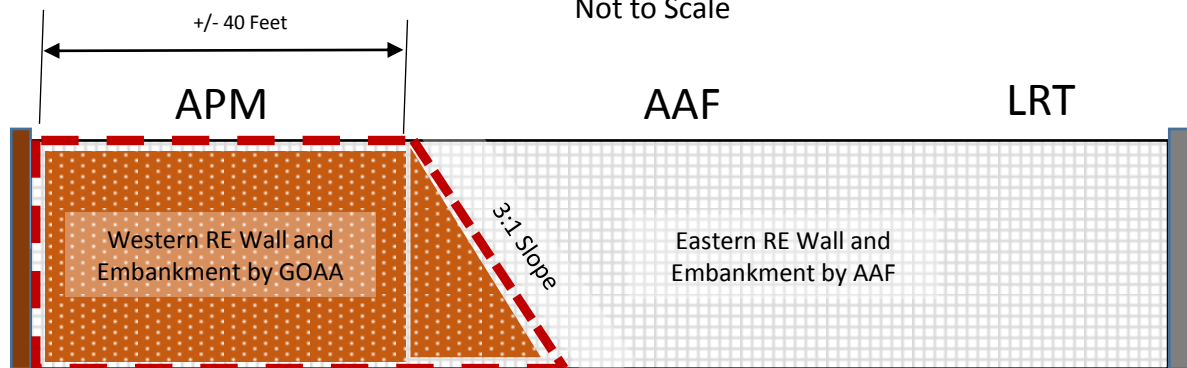 Not to Scale
+/- 40 Feet
APM
AAF
LRT
3:1 Slope
Western RE Wall and
Embankment by GOAA
Eastern RE Wall and
Embankment by AAF